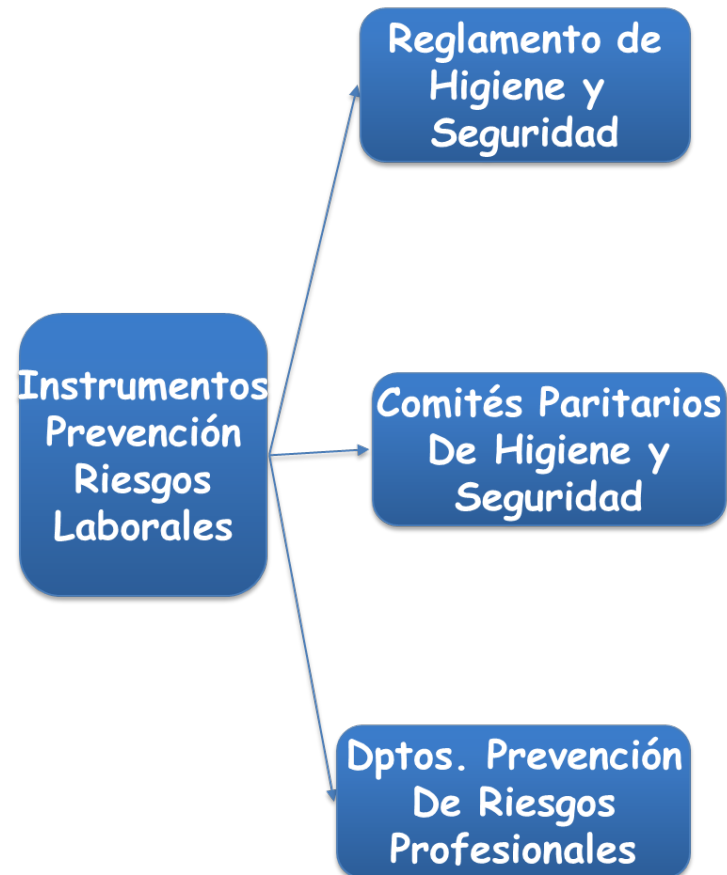 Reglamento de
Higiene y
Seguridad
Instrumentos
Prevención
Riesgos
Laborales
Comités Paritarios
De Higiene y
Seguridad
Dptos. Prevención
De Riesgos
Profesionales